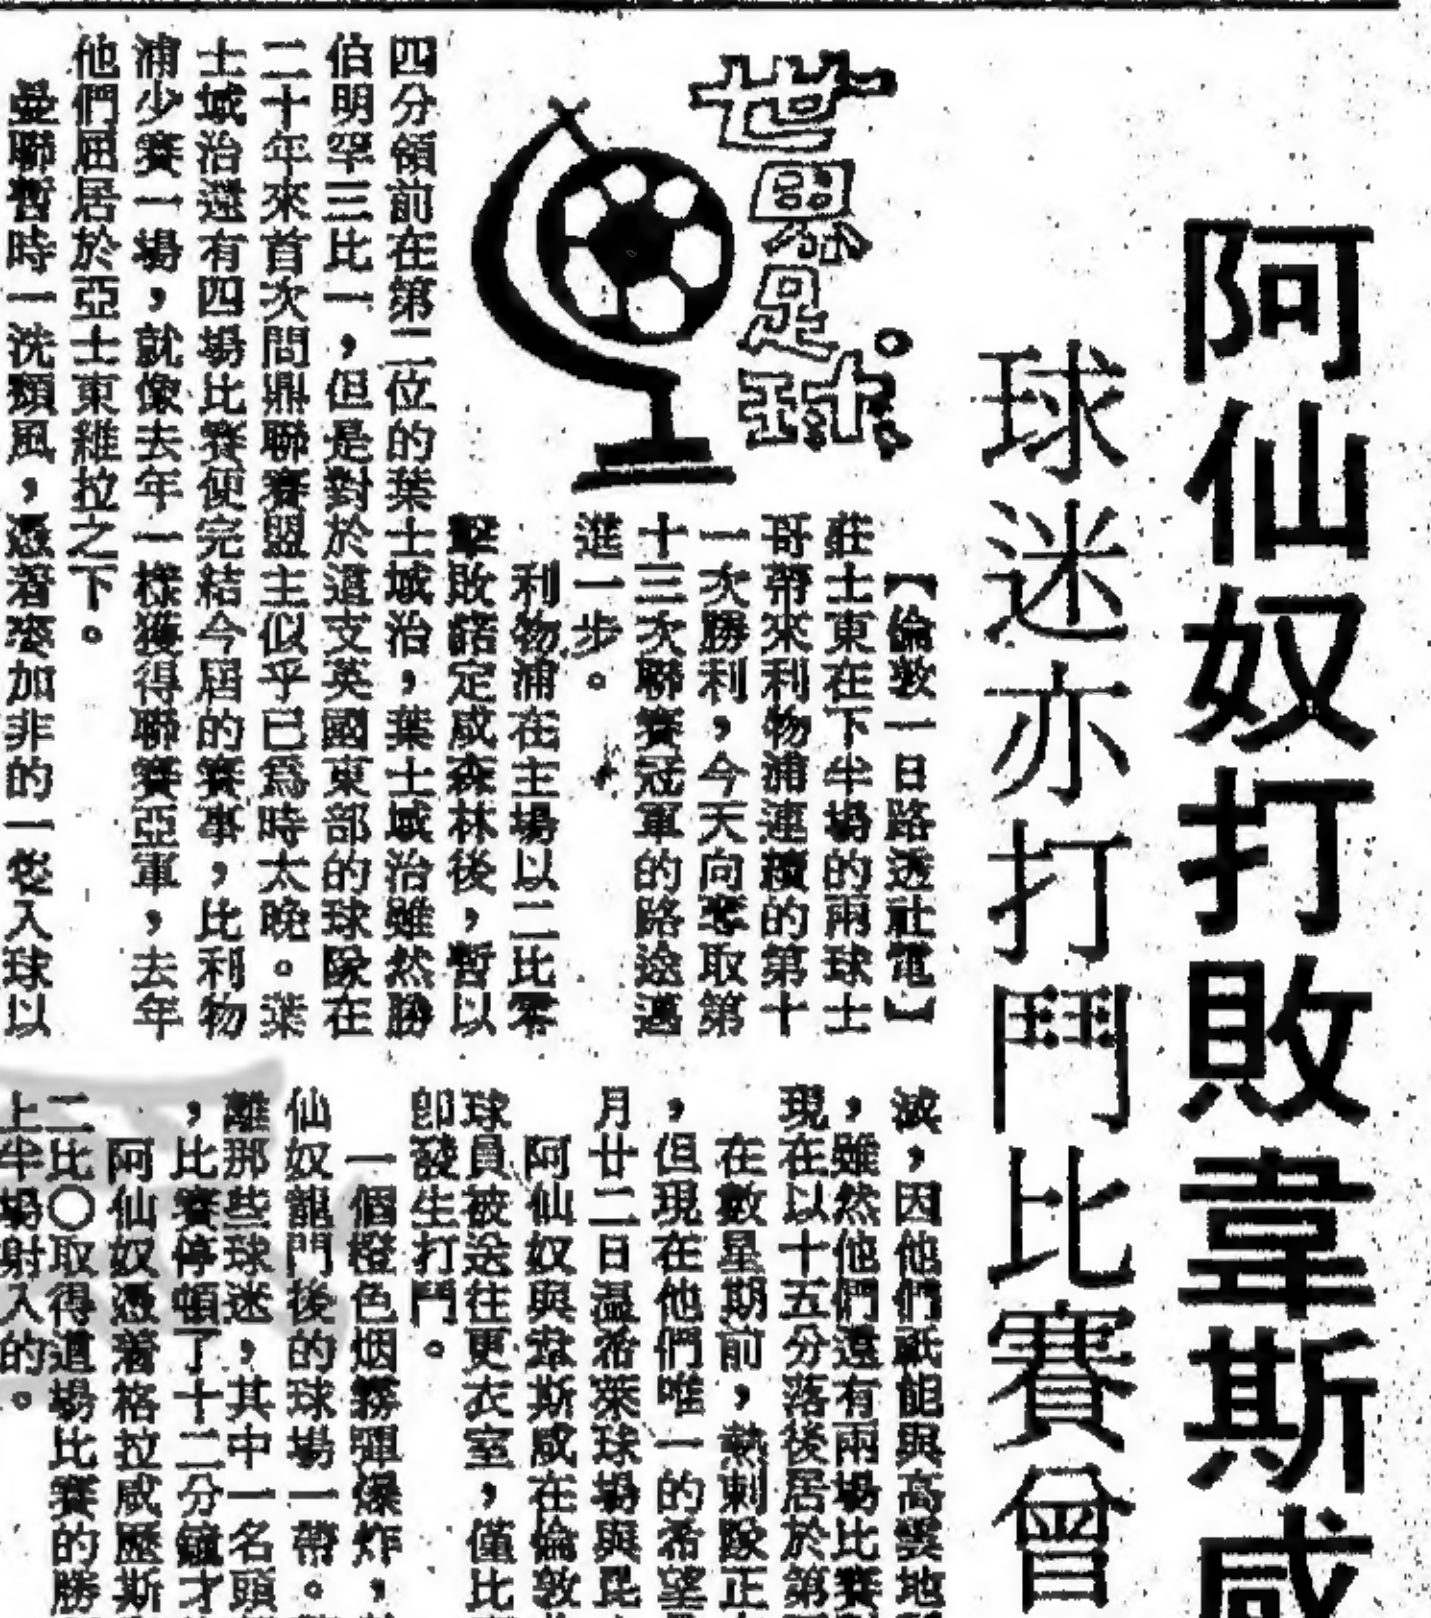 阿仙奴打敗韋斯咸
球迷亦打鬥比賽曾
世界足球
【倫敦一日路透社電】
莊士東在下半場的兩球士
哥帶來利物浦連續的第十
一次勝利，今天向奪取第
十三次聯賽冠軍的路途邁
進一步。
利物浦在主場以二比零
擊敗諾定咸森林後，暫以
四分領前在第二位的葉士域治，葉士域治雖然勝
伯明罕三比一，但是對於這支英國東部的球隊在
二十年來首次問鼎聯賽盟主似乎已爲時太晚。葉
士域治還有四場比賽便完結今屆的賽事，比利物
浦少賽一場，就像去年一樣獲得聯賽亞軍，去年
他們屈居於亞士東維拉之下。
曼聯暫時一洗頹風，憑着麥加非的一入球以
滅，因他們祇能與高雲地
，雖然他們還有兩場比賽
現在以十五分落後居於第
在數星期前，熱刺隊正
，但現在他們唯一的希望
月廿二日溫希萊球場與昆
阿仙奴與韋斯咸在倫敦
球員被送往更衣室，僅比
卽發生打鬥。
一個橙色烟霧彈爆炸，
仙奴龍門後的球場一帶。
離那些球迷，其中一名頭
，比賽停頓了十二分鐘才
阿仙奴憑着格拉咸歷斯
二比〇取得這場比賽的勝
上半場射入的。